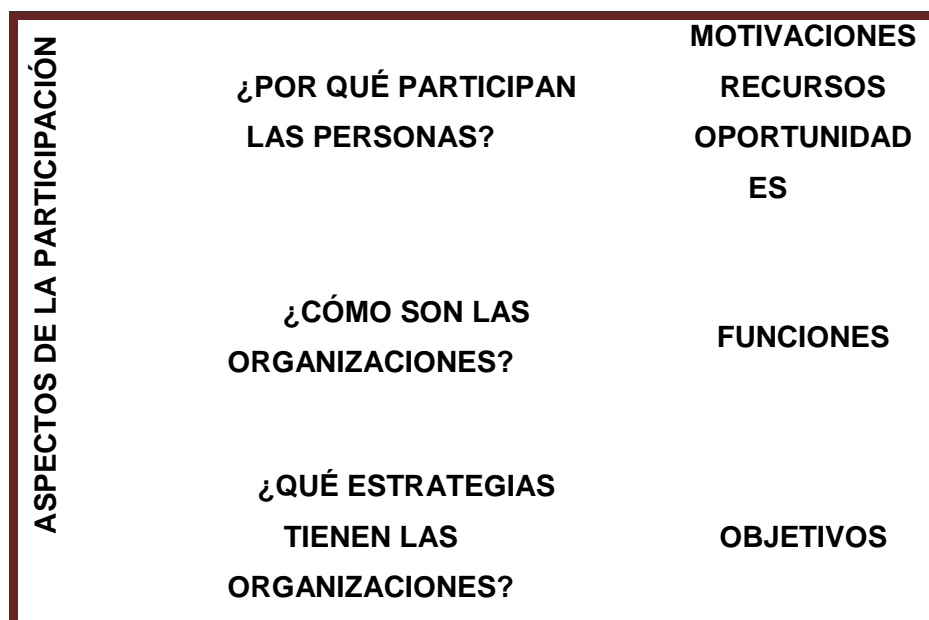 ASPECTOS DE LA PARTICIPACIÓN
¿POR QUÉ PARTICIPAN
LAS PERSONAS?
MOTIVACIONES
RECURSOS
OPORTUNIDAD
ES
¿CÓMO SON LAS
ORGANIZACIONES?
FUNCIONES
¿QUÉ ESTRATEGIAS
TIENEN LAS
ORGANIZACIONES?
OBJETIVOS